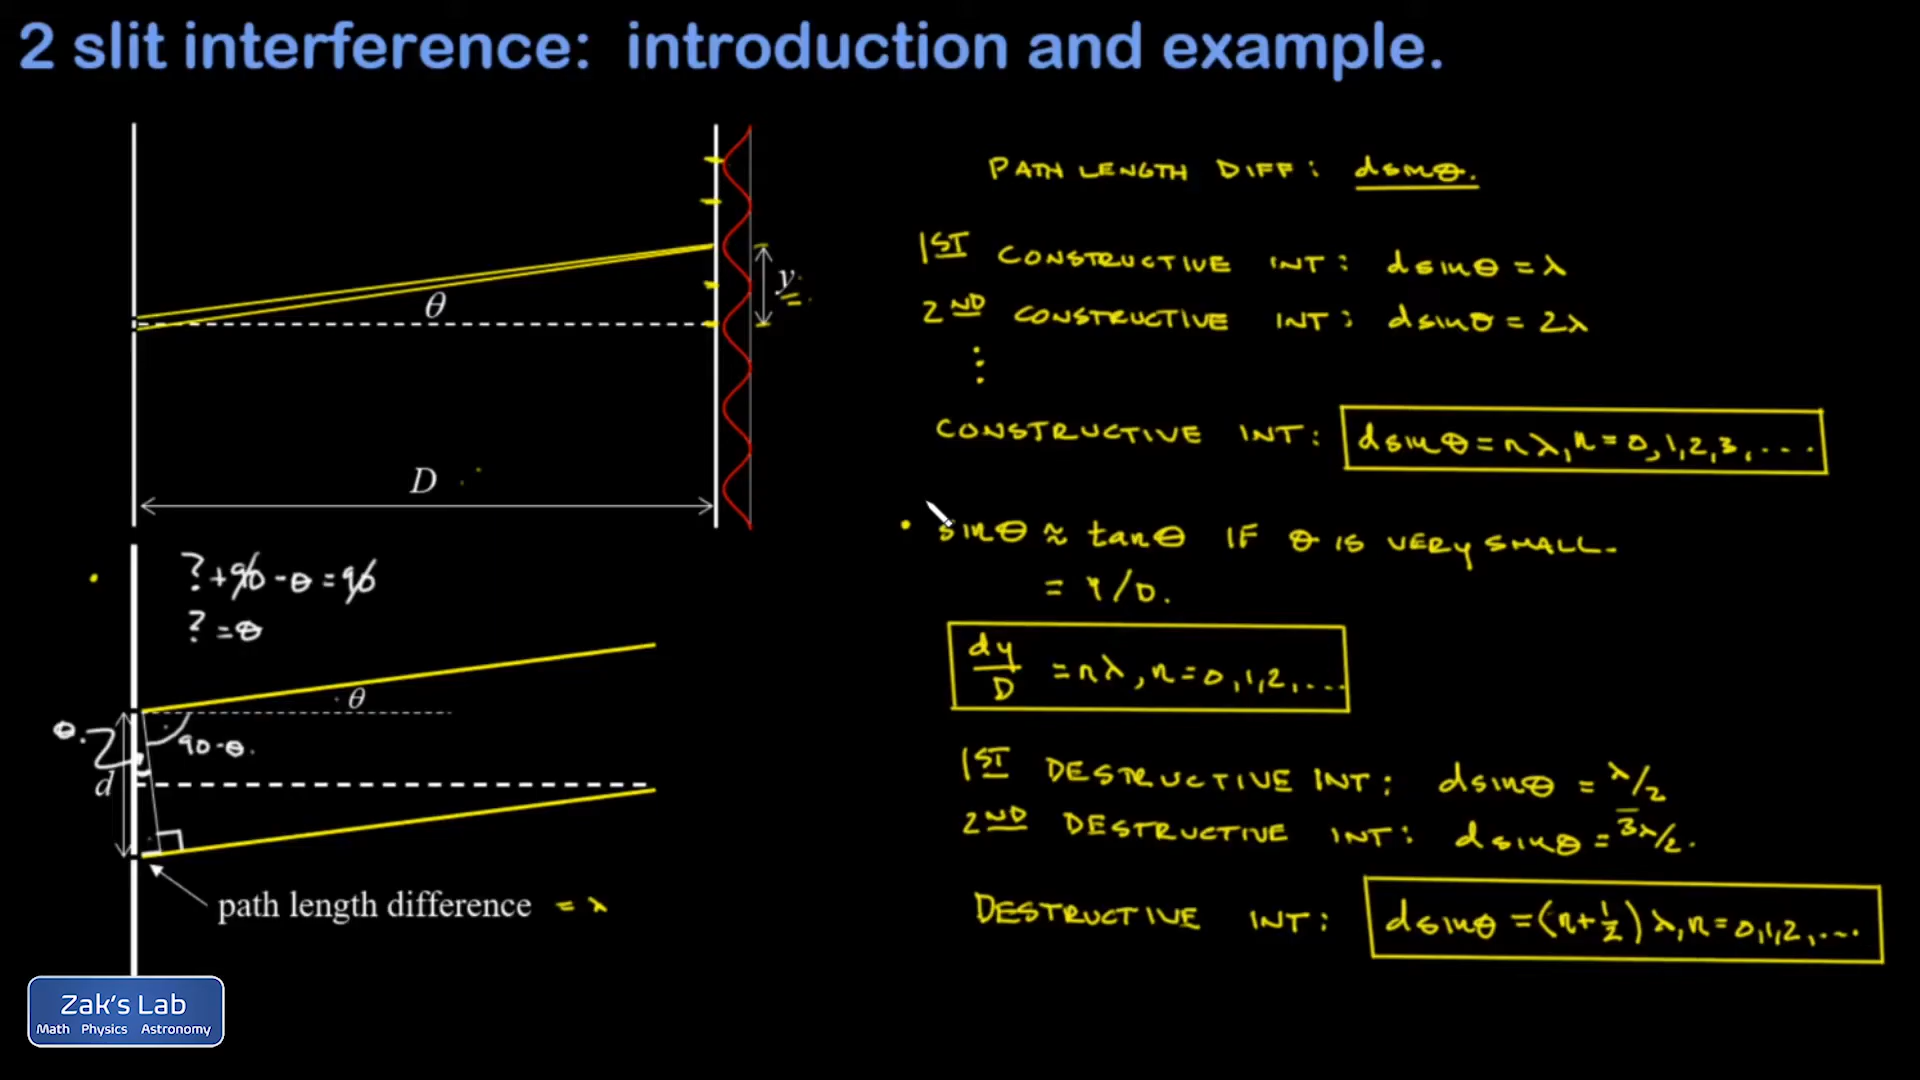 2 slit interference: introduction and example.
θ
y
D
? + 90 - θ = 90
? = θ
θ
θ
90-θ.
d
path length difference = λ
PATH LENGTH DIFF: dsinθ.
1ST CONSTRUCTIVE INT: dsinθ = λ
2ND CONSTRUCTIVE INT: dsinθ = 2λ
⋮
CONSTRUCTIVE INT: dsinθ = nλ, n = 0,1,2,3,...
• sinθ ≈ tanθ IF θ IS VERY SMALL.
= Y/D.
dy/D = nλ, n = 0,1,2,...
1ST DESTRUCTIVE INT: dsinθ = λ/2
2ND DESTRUCTIVE INT: dsinθ = 3λ/2.
DESTRUCTIVE INT: dsinθ = (n+1/2)λ, n = 0,1,2,...
Zak's Lab
Math Physics Astronomy